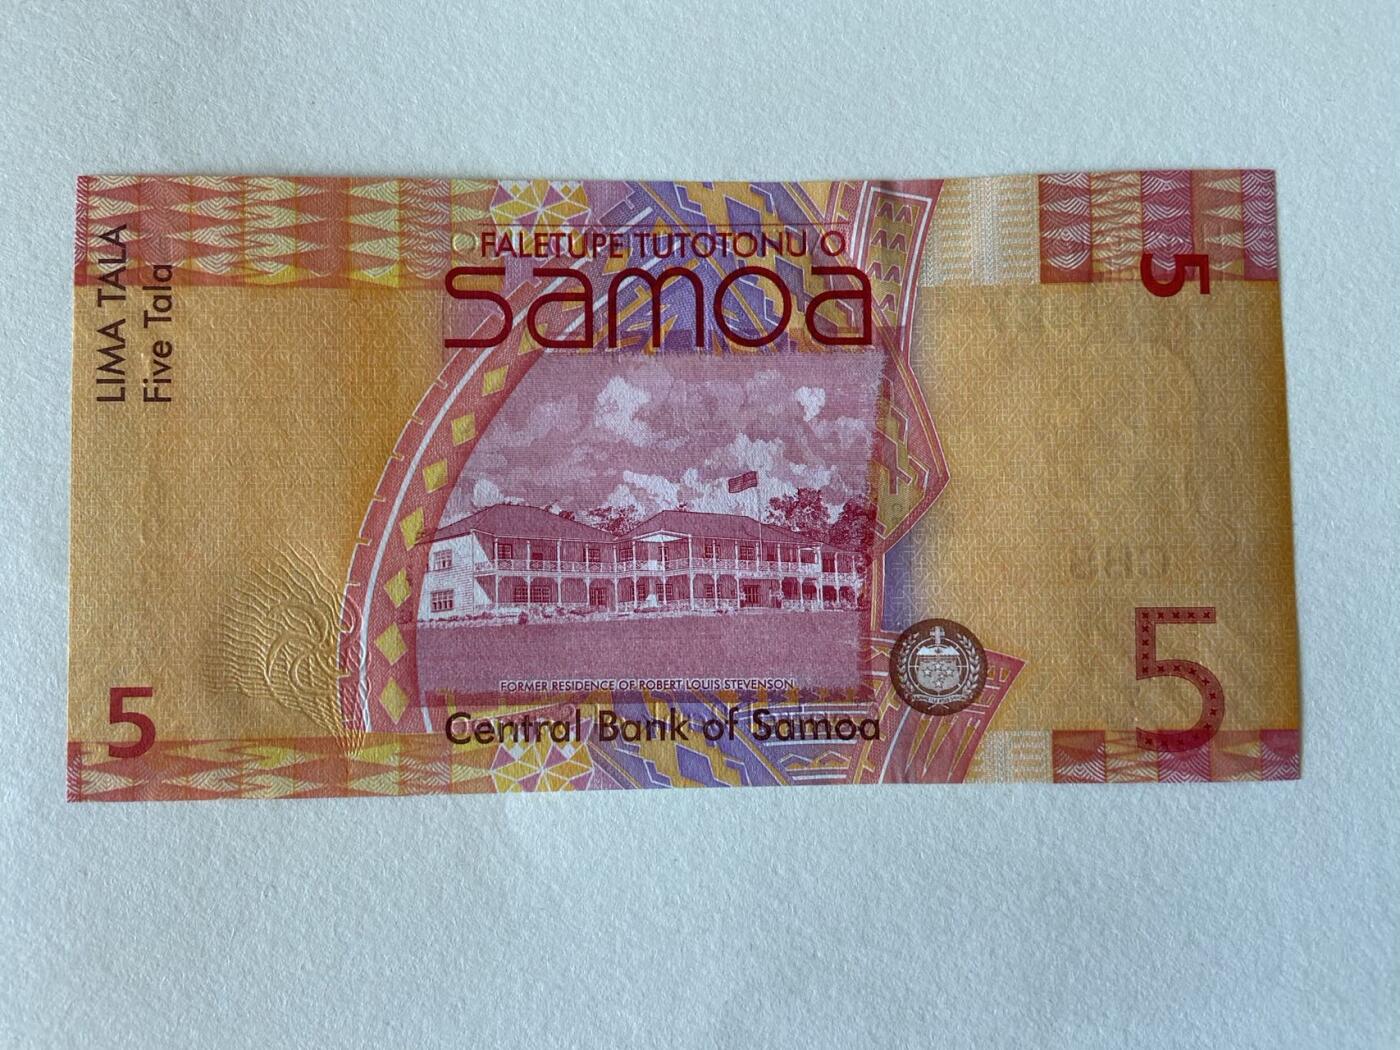 LIMA TALA
Five Tala
FALETUPE TUTOTONU O
samoa
5
FORMER RESIDENCE OF ROBERT LOUIS STEVENSON
Central Bank of Samoa
5
5